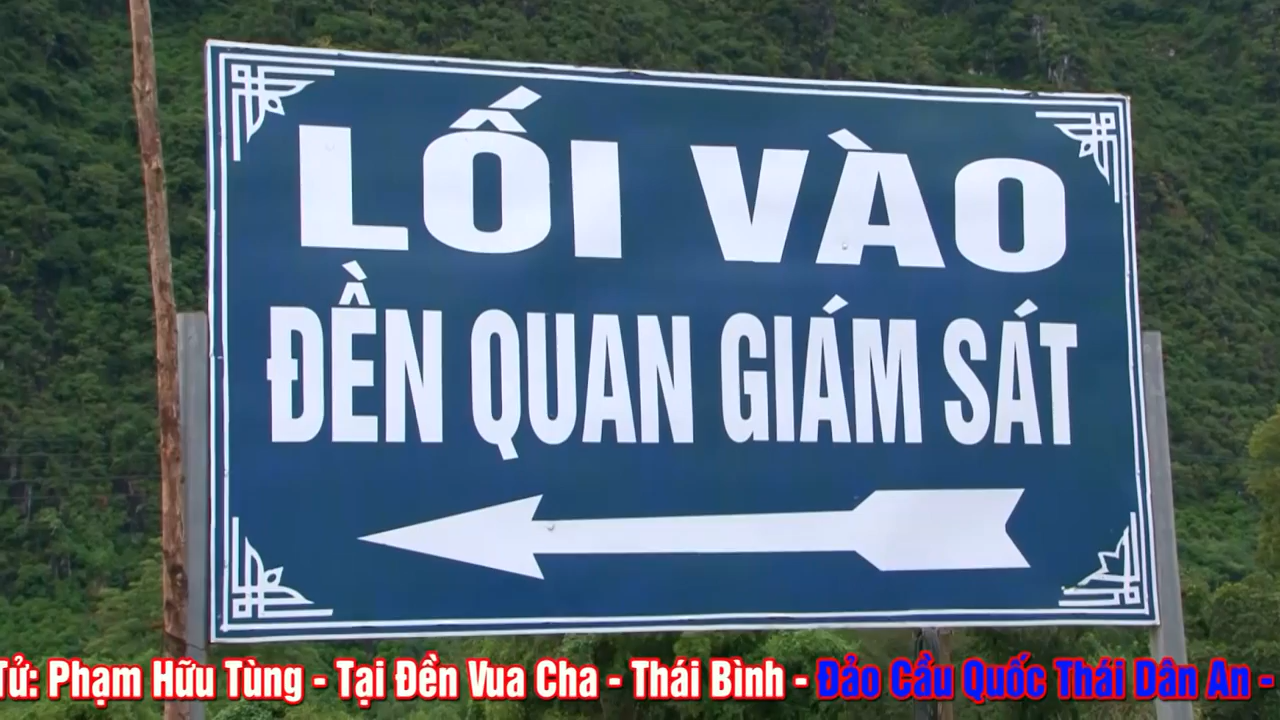 LỐI VÀO
ĐỀN QUAN GIÁM SÁT
Tử: Phạm Hữu Tùng - Tại Đền Vua Cha - Thái Bình - Đảo Cầu Quốc Thái Dân An -